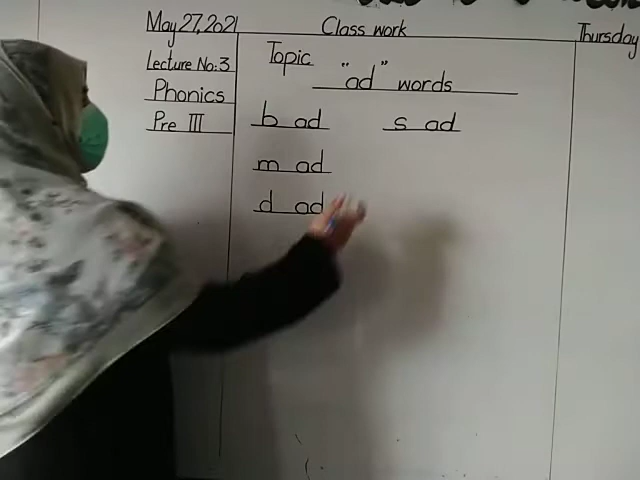 May 27, 2021
Class work
Thursday
Lecture No:3
Phonics
Pre III
Topic
"ad" words
b ad
s ad
m ad
d ad